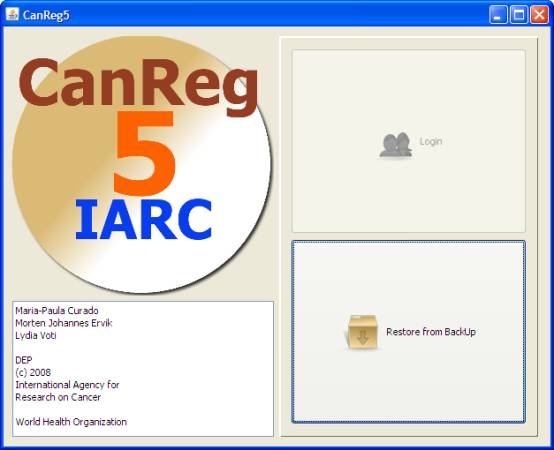 CanReg5
CanReg
5
IARC
Login
Restore from BackUp
Maria-Paula Curado
Morten Johannes Ervik
Lydia Voti
DEP
(c) 2008
International Agency for
Research on Cancer
World Health Organization